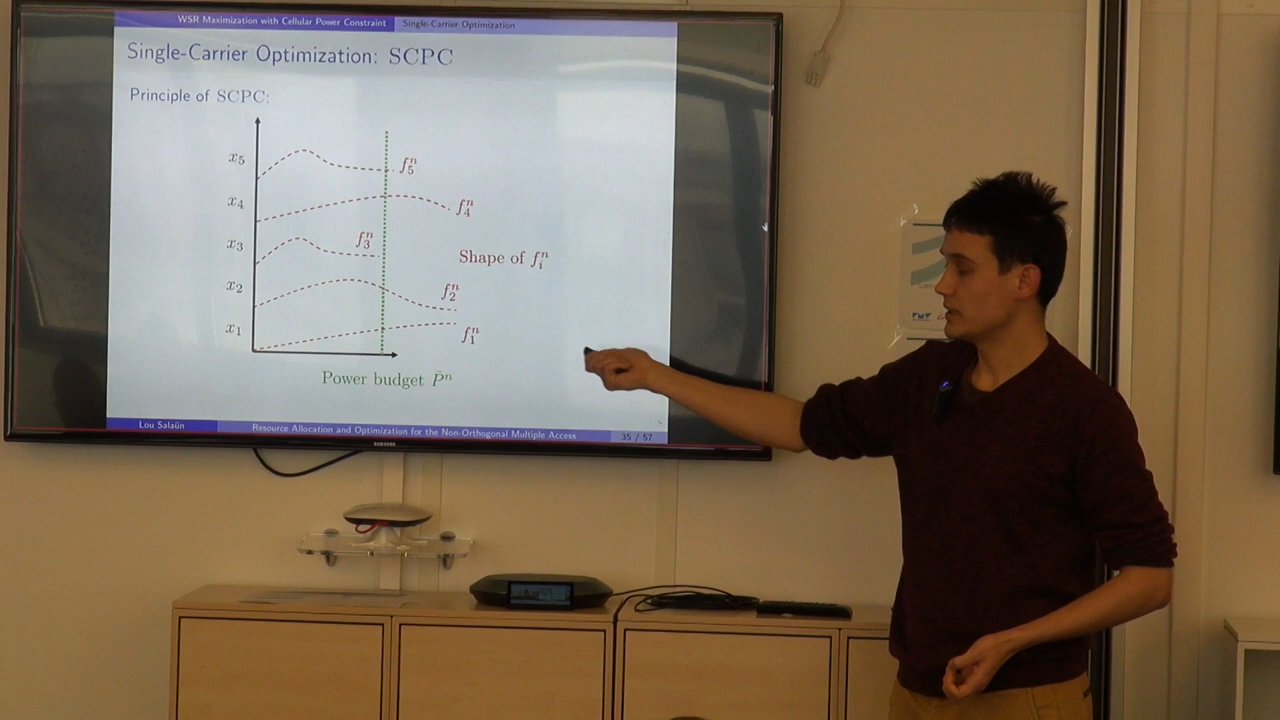 WSR Maximization with Cellular Power Constraint Single-Carrier Optimization
Single-Carrier Optimization: SCPC
Principle of SCPC:
x₅ f₅ⁿ
x₄ f₄ⁿ
x₃ f₃ⁿ
Shape of fᵢⁿ
x₂ f₂ⁿ
x₁ f₁ⁿ
Power budget P̄ⁿ
Lou Salaün Resource Allocation and Optimization for the Non-Orthogonal Multiple Access 35 / 57
SAMSUNG